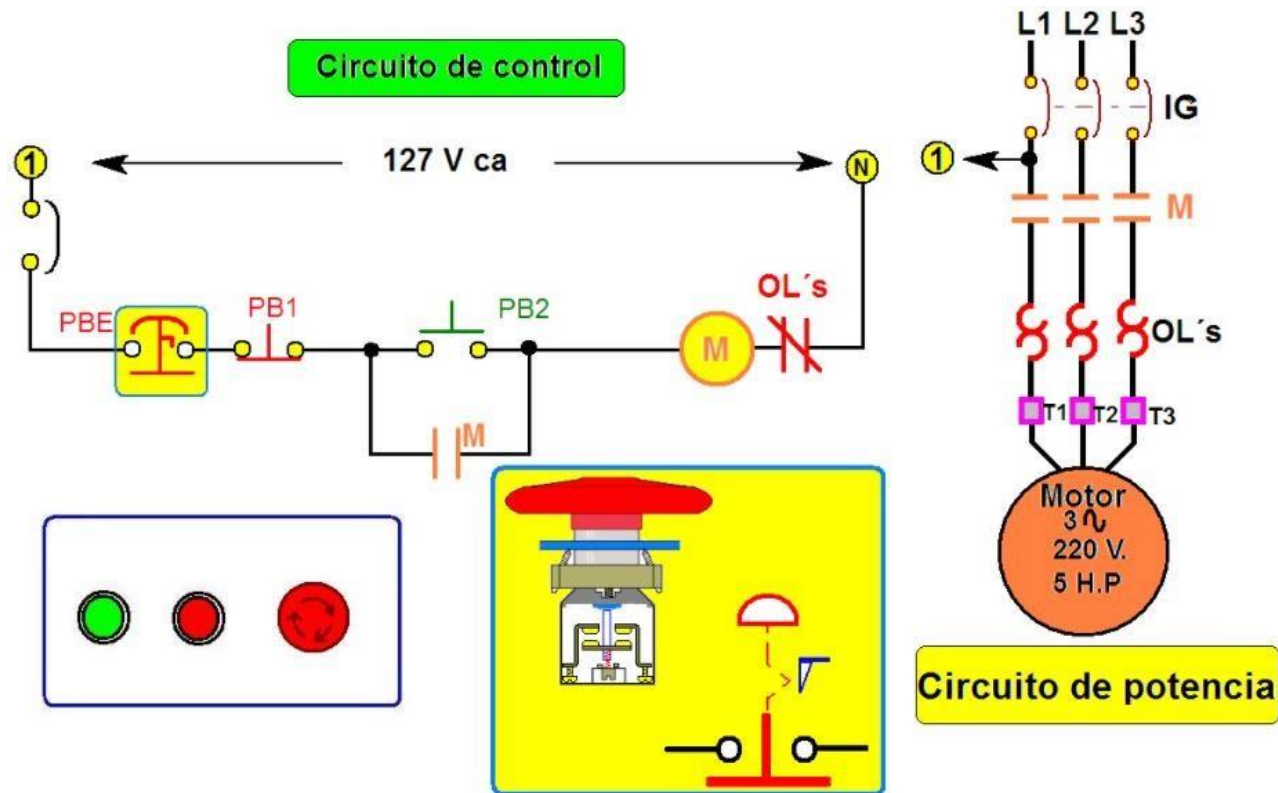 Circuito de control
1
127 V ca
N
PBE
PB1
PB2
M
OL´s
M
L1 L2 L3
IG
1
M
OL´s
T1 T2 T3
Motor
3
220 V.
5 H.P
Circuito de potencia